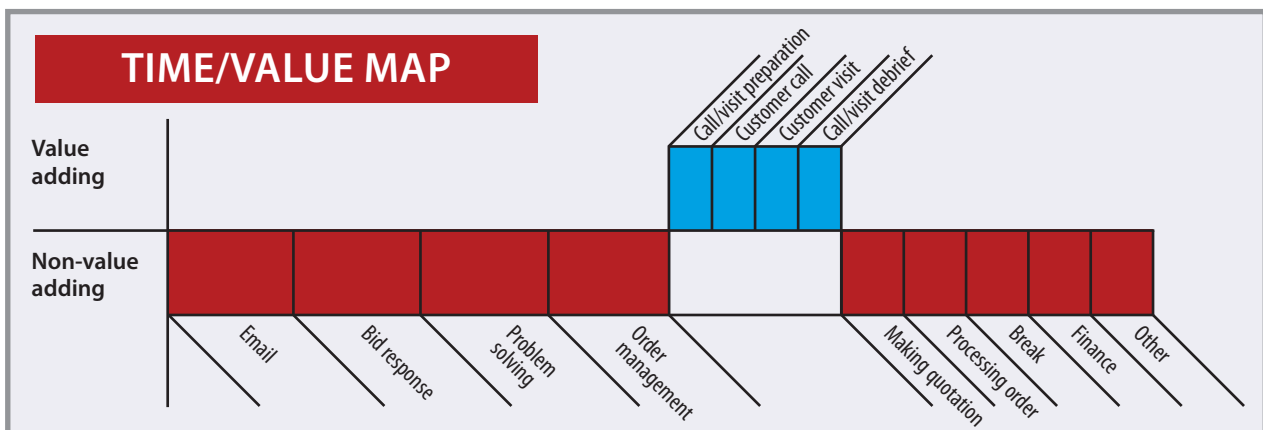 TIME/VALUE MAP
Call/visit preparation
Customer call
Customer visit
Call/visit debrief
Value
adding
Non-value
adding
Email
Bid response
Problem
solving
Order
management
Making quotation
Processing order
Break
Finance
Other